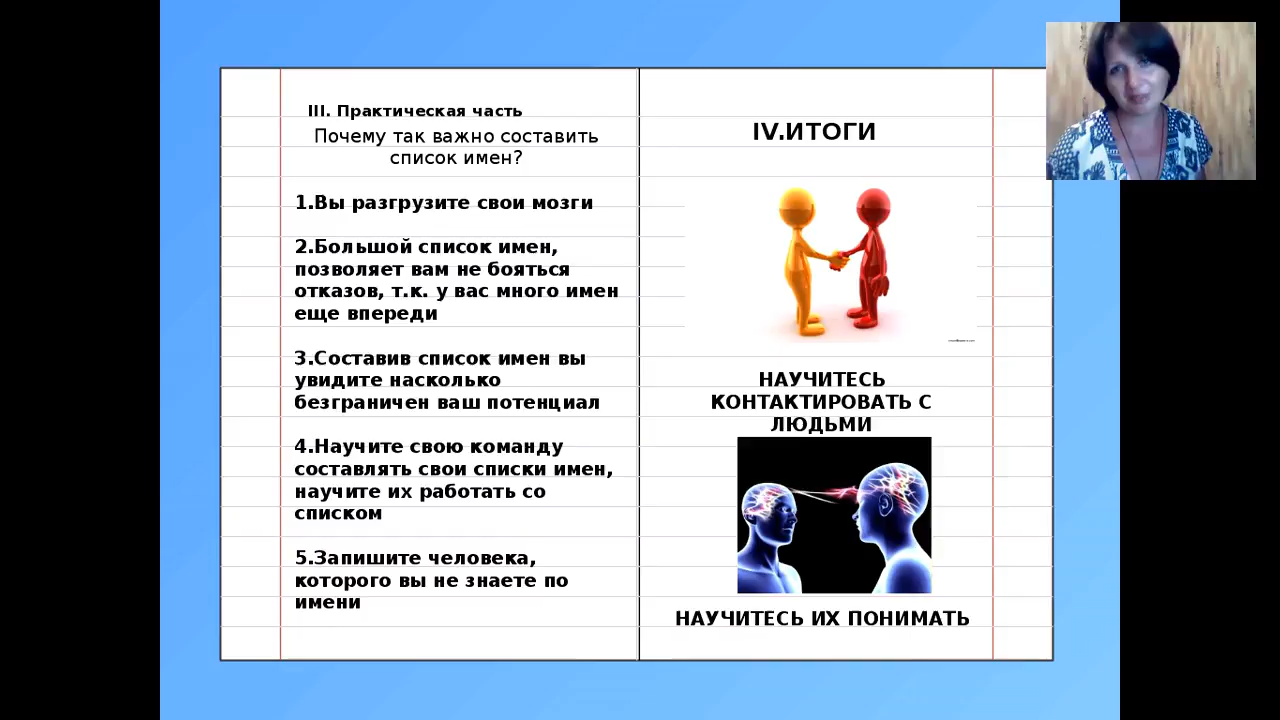 III. Практическая часть
Почему так важно составить
список имен?
1.Вы разгрузите свои мозги
2.Большой список имен,
позволяет вам не бояться
отказов, т.к. у вас много имен
еще впереди
3.Составив список имен вы
увидите насколько
безграничен ваш потенциал
4.Научите свою команду
составлять свои списки имен,
научите их работать со
списком
5.Запишите человека,
которого вы не знаете по
имени
IV.ИТОГИ
НАУЧИТЕСЬ
КОНТАКТИРОВАТЬ С
ЛЮДЬМИ
НАУЧИТЕСЬ ИХ ПОНИМАТЬ